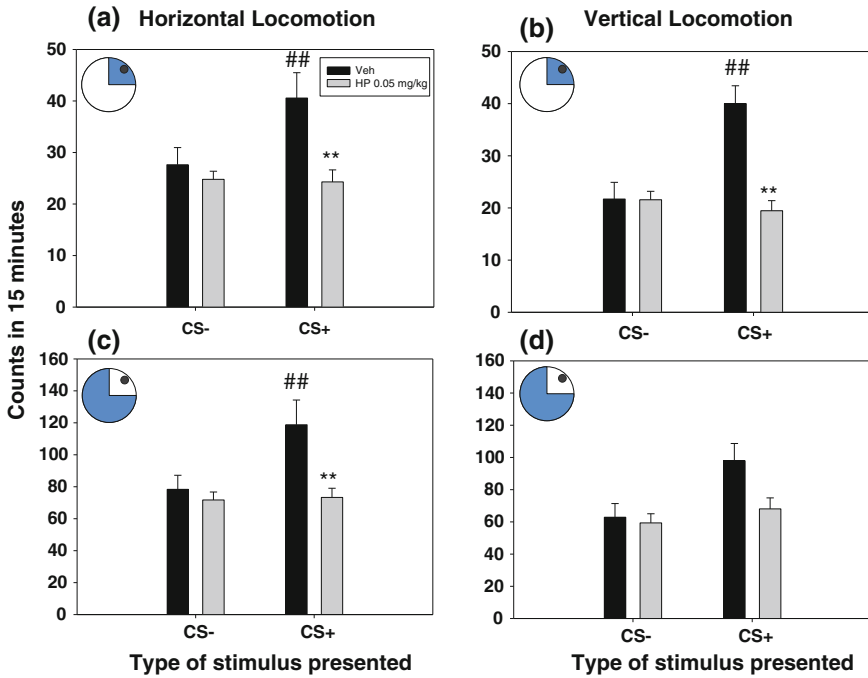 (a) Horizontal Locomotion
(b) Vertical Locomotion
Counts in 15 minutes
50
40
30
20
10
0
##
**
Veh
HP 0.05 mg/kg
CS- CS+
50
40
30
20
10
0
##
**
CS- CS+
(c)
160
140
120
100
80
60
40
20
0
##
**
CS- CS+
Type of stimulus presented
(d)
160
140
120
100
80
60
40
20
0
CS- CS+
Type of stimulus presented